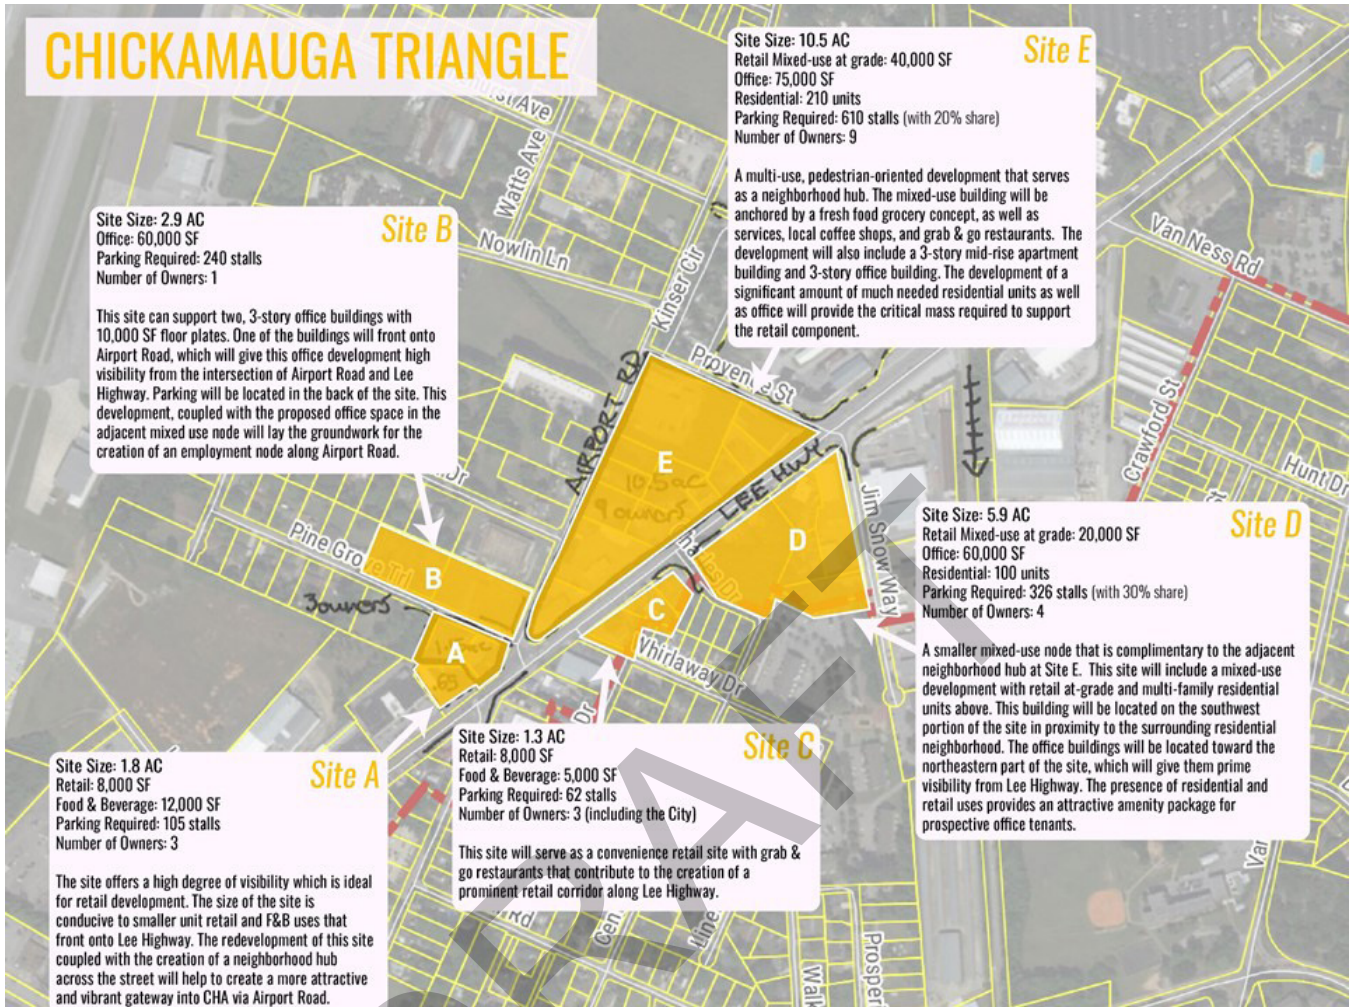 CHICKAMAUGA TRIANGLE
Site E
Site Size: 10.5 AC
Retail Mixed-use at grade: 40,000 SF
Office: 75,000 SF
Residential: 210 units
Parking Required: 610 stalls (with 20% share)
Number of Owners: 9
A multi-use, pedestrian-oriented development that serves
as a neighborhood hub. The mixed-use building will be
anchored by a fresh food grocery concept, as well as
services, local coffee shops, and grab & go restaurants. The
development will also include a 3-story mid-rise apartment
building and 3-story office building. The development of a
significant amount of much needed residential units as well
as office will provide the critical mass required to support
the retail component.
Site B
Site Size: 2.9 AC
Office: 60,000 SF
Parking Required: 240 stalls
Number of Owners: 1
This site can support two, 3-story office buildings with
10,000 SF floor plates. One of the buildings will front onto
Airport Road, which will give this office development high
visibility from the intersection of Airport Road and Lee
Highway. Parking will be located in the back of the site. This
development, coupled with the proposed office space in the
adjacent mixed use node will lay the groundwork for the
creation of an employment node along Airport Road.
Ave
Watts Ave
Nowlin Ln
Kinser Cir
Van Ness Rd
Provence St
AIRPORT RD
E
10.5 ac
9 owners
LEE HWY
D
Crawford St
Hunt Dr
Jim Snow Way
Dr
Pine Grove Trl
B
3 owners
A
.65
C
Whirlaway Dr
Dr
Site D
Site Size: 5.9 AC
Retail Mixed-use at grade: 20,000 SF
Office: 60,000 SF
Residential: 100 units
Parking Required: 326 stalls (with 30% share)
Number of Owners: 4
A smaller mixed-use node that is complimentary to the adjacent
neighborhood hub at Site E. This site will include a mixed-use
development with retail at-grade and multi-family residential
units above. This building will be located on the southwest
portion of the site in proximity to the surrounding residential
neighborhood. The office buildings will be located toward the
northeastern part of the site, which will give them prime
visibility from Lee Highway. The presence of residential and
retail uses provides an attractive amenity package for
prospective office tenants.
Site C
Site Size: 1.3 AC
Retail: 8,000 SF
Food & Beverage: 5,000 SF
Parking Required: 62 stalls
Number of Owners: 3 (including the City)
This site will serve as a convenience retail site with grab &
go restaurants that contribute to the creation of a
prominent retail corridor along Lee Highway.
Site A
Site Size: 1.8 AC
Retail: 8,000 SF
Food & Beverage: 12,000 SF
Parking Required: 105 stalls
Number of Owners: 3
The site offers a high degree of visibility which is ideal
for retail development. The size of the site is
conducive to smaller unit retail and F&B uses that
front onto Lee Highway. The redevelopment of this site
coupled with the creation of a neighborhood hub
across the street will help to create a more attractive
and vibrant gateway into CHA via Airport Road.
Rd
DRAFT